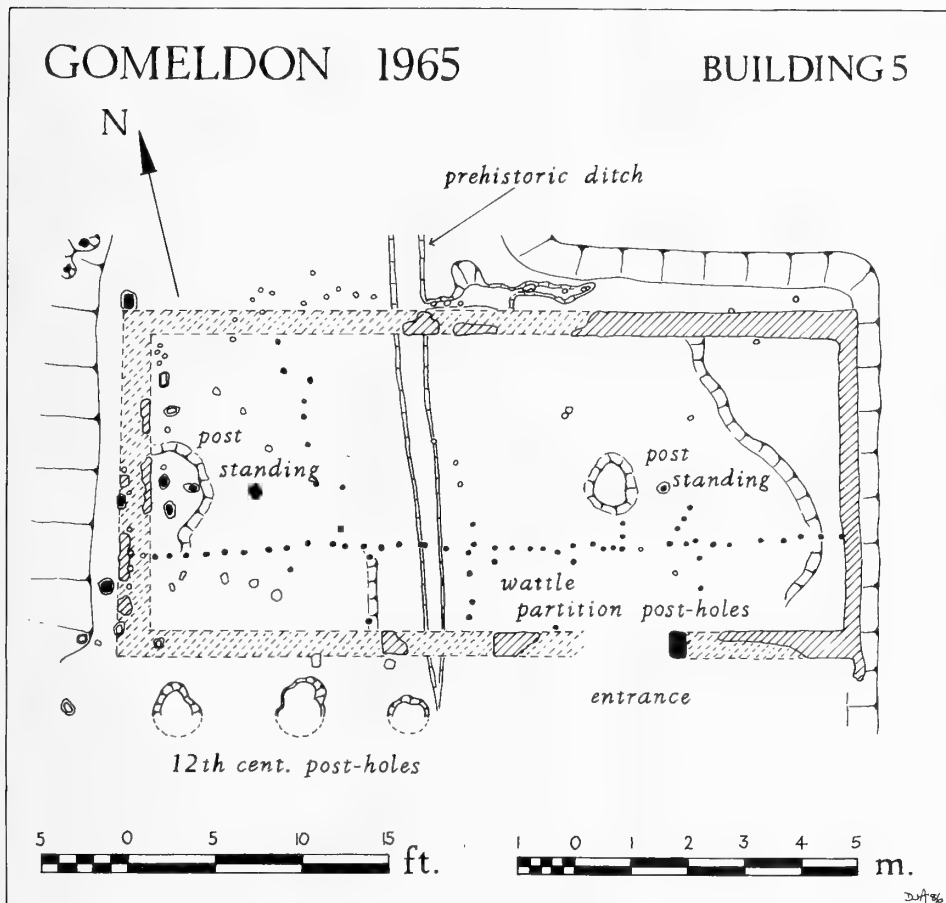 GOMELDON 1965
BUILDING 5
N
prehistoric ditch
post
standing
post
standing
wattle
partition post-holes
entrance
12th cent. post-holes
5 0 5 10 15 ft.
1 0 1 2 3 4 5 m.